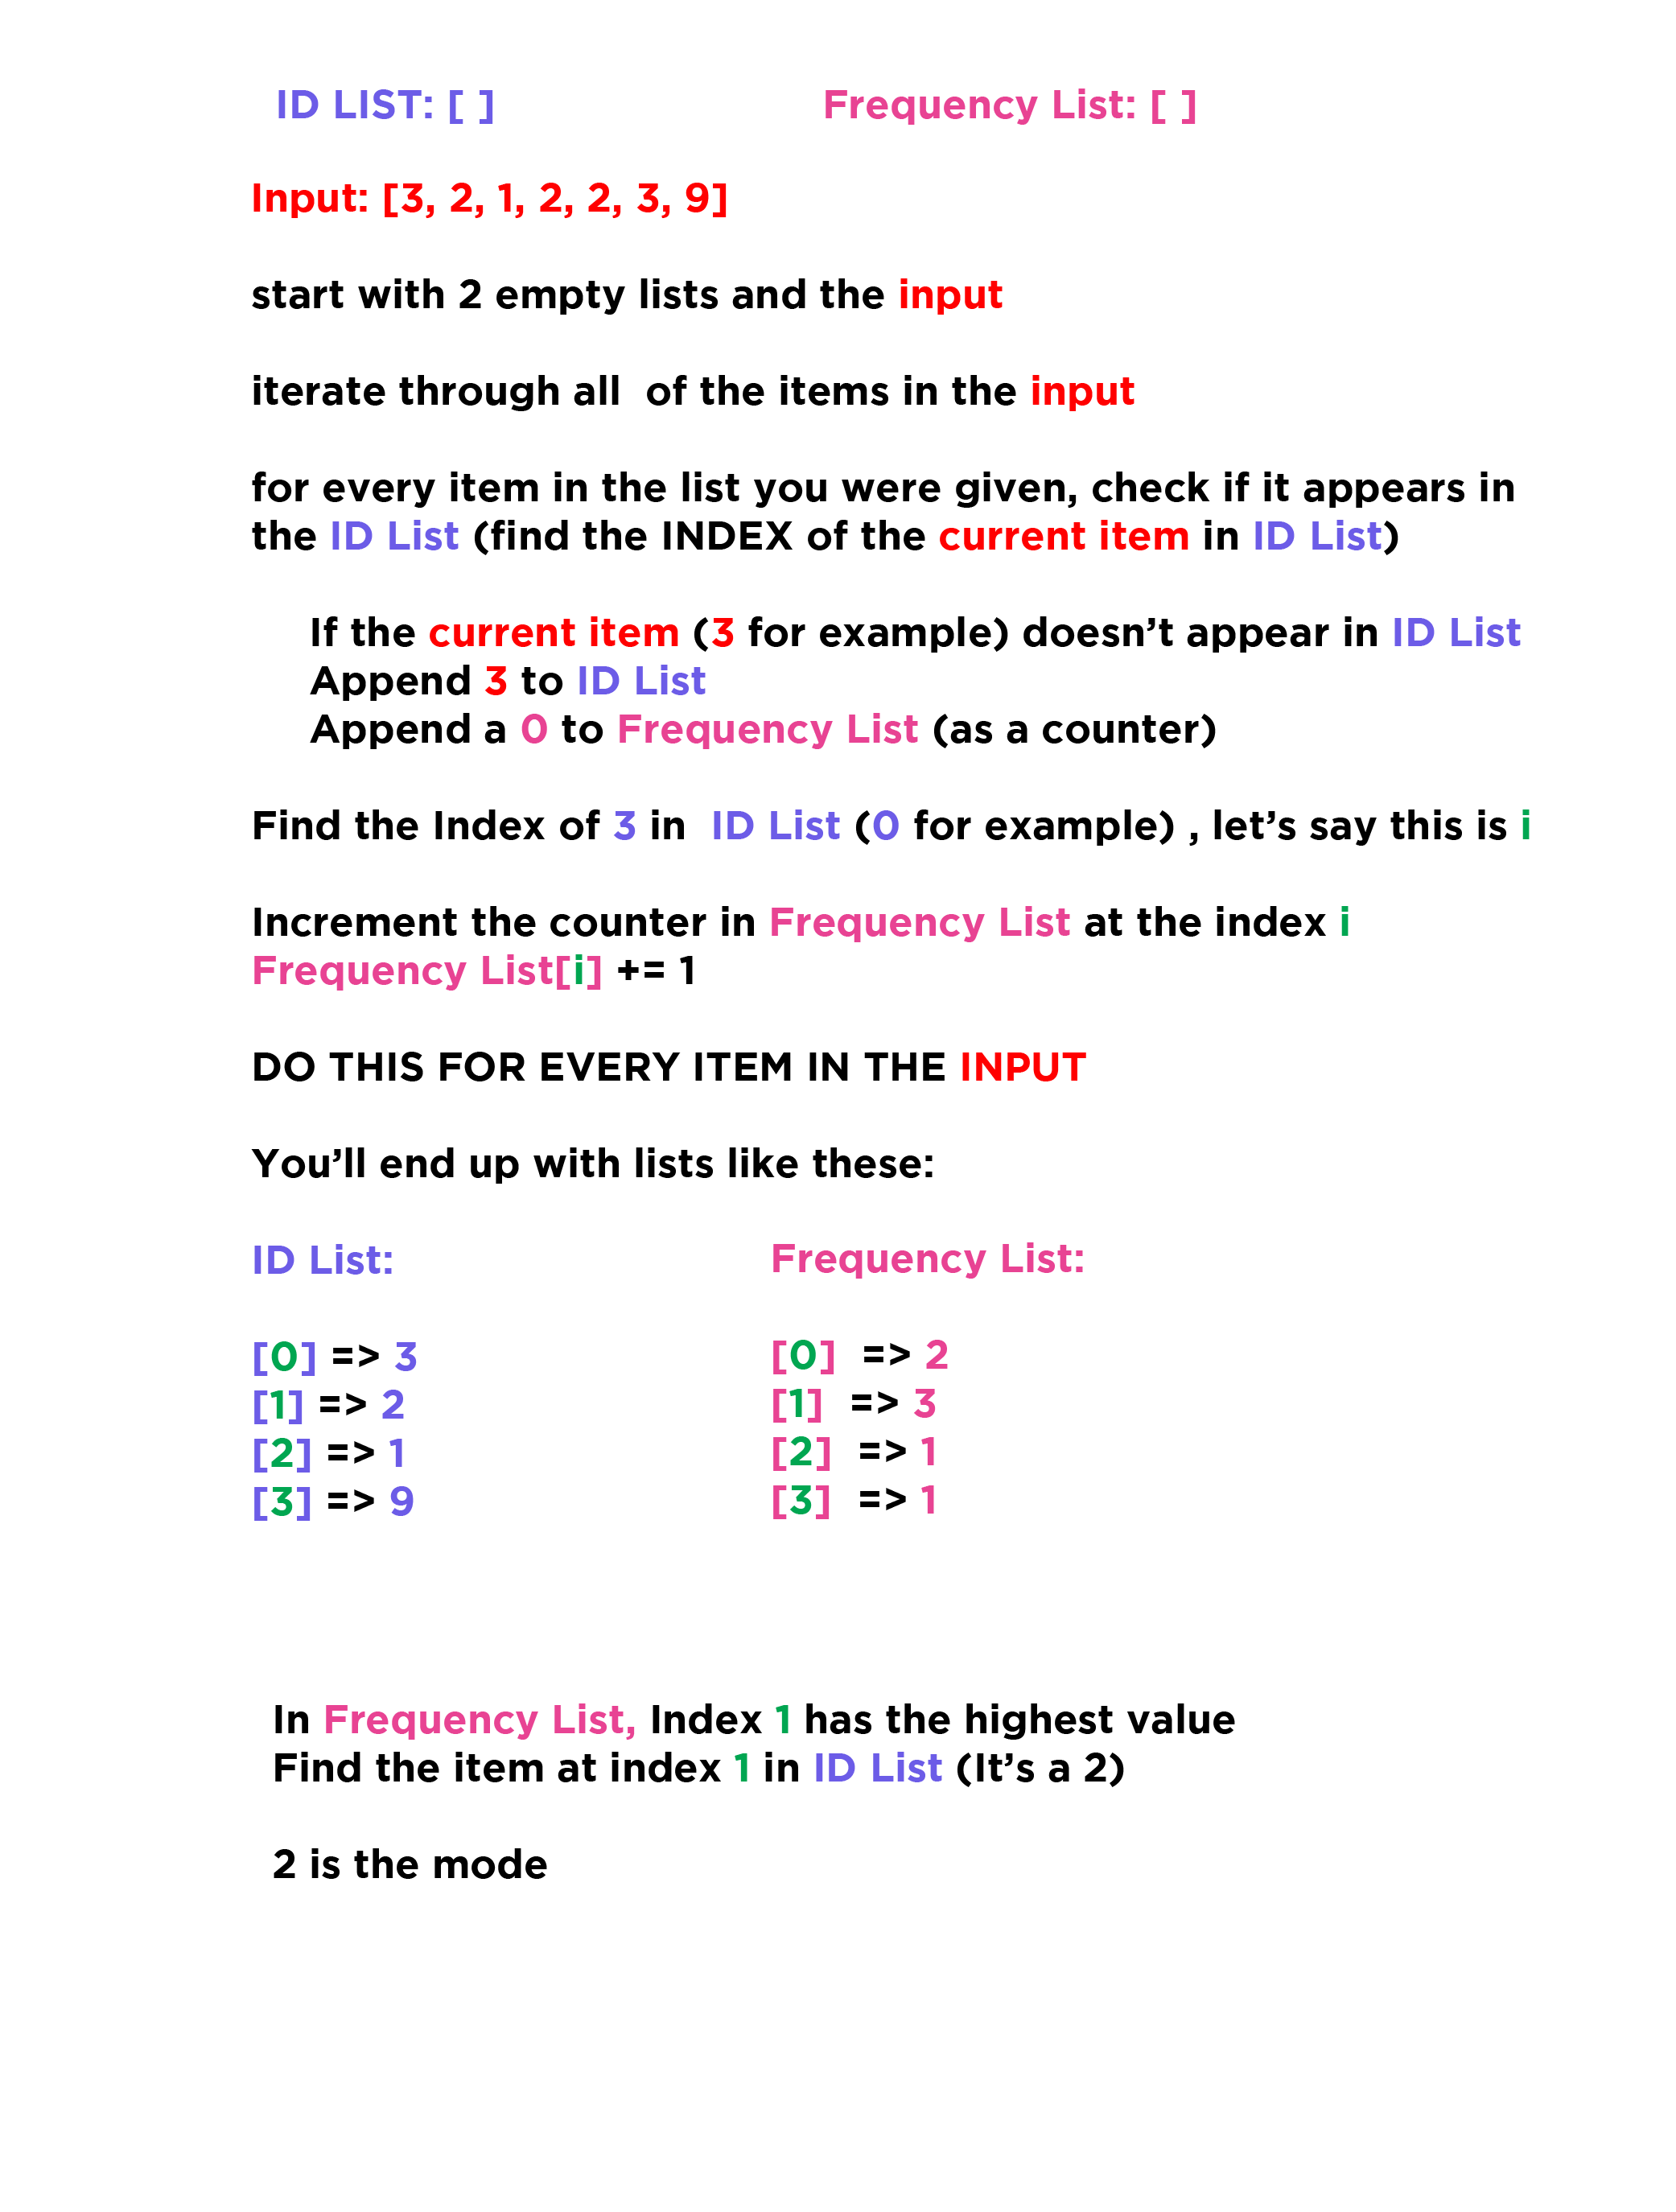 ID LIST: [ ]
Frequency List: [ ]
Input: [3, 2, 1, 2, 2, 3, 9]
start with 2 empty lists and the input
iterate through all  of the items in the input
for every item in the list you were given, check if it appears in
the ID List (find the INDEX of the current item in ID List)
If the current item (3 for example) doesn’t appear in ID List
Append 3 to ID List
Append a 0 to Frequency List (as a counter)
Find the Index of 3 in  ID List (0 for example) , let’s say this is i
Increment the counter in Frequency List at the index i
Frequency List[i] += 1
DO THIS FOR EVERY ITEM IN THE INPUT
You’ll end up with lists like these:
ID List:
[0] => 3
[1] => 2
[2] => 1
[3] => 9
Frequency List:
[0]  => 2
[1]  => 3
[2]  => 1
[3]  => 1
In Frequency List, Index 1 has the highest value
Find the item at index 1 in ID List (It’s a 2)
2 is the mode